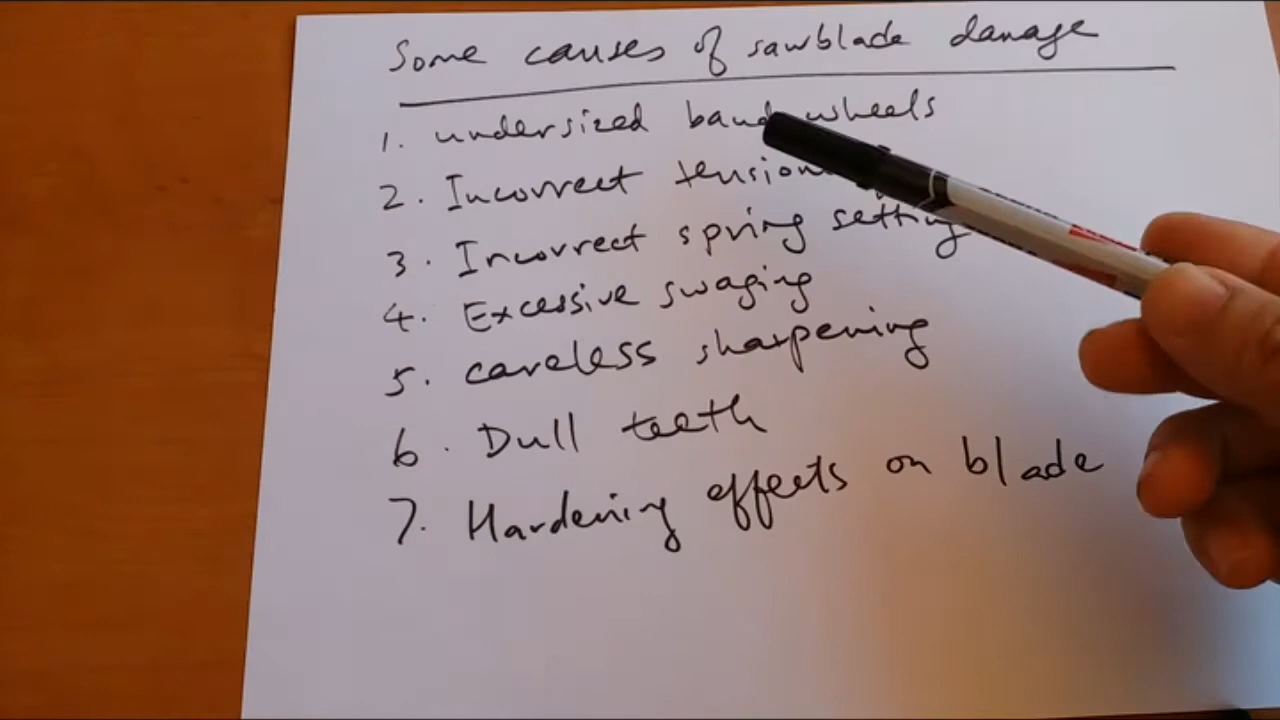 Some causes of sawblade damage
1. undersized band wheels
2. Incorrect tension
3. Incorrect spring setting
4. Excessive swaging
5. careless sharpening
6. Dull teeth
7. Hardening effects on blade